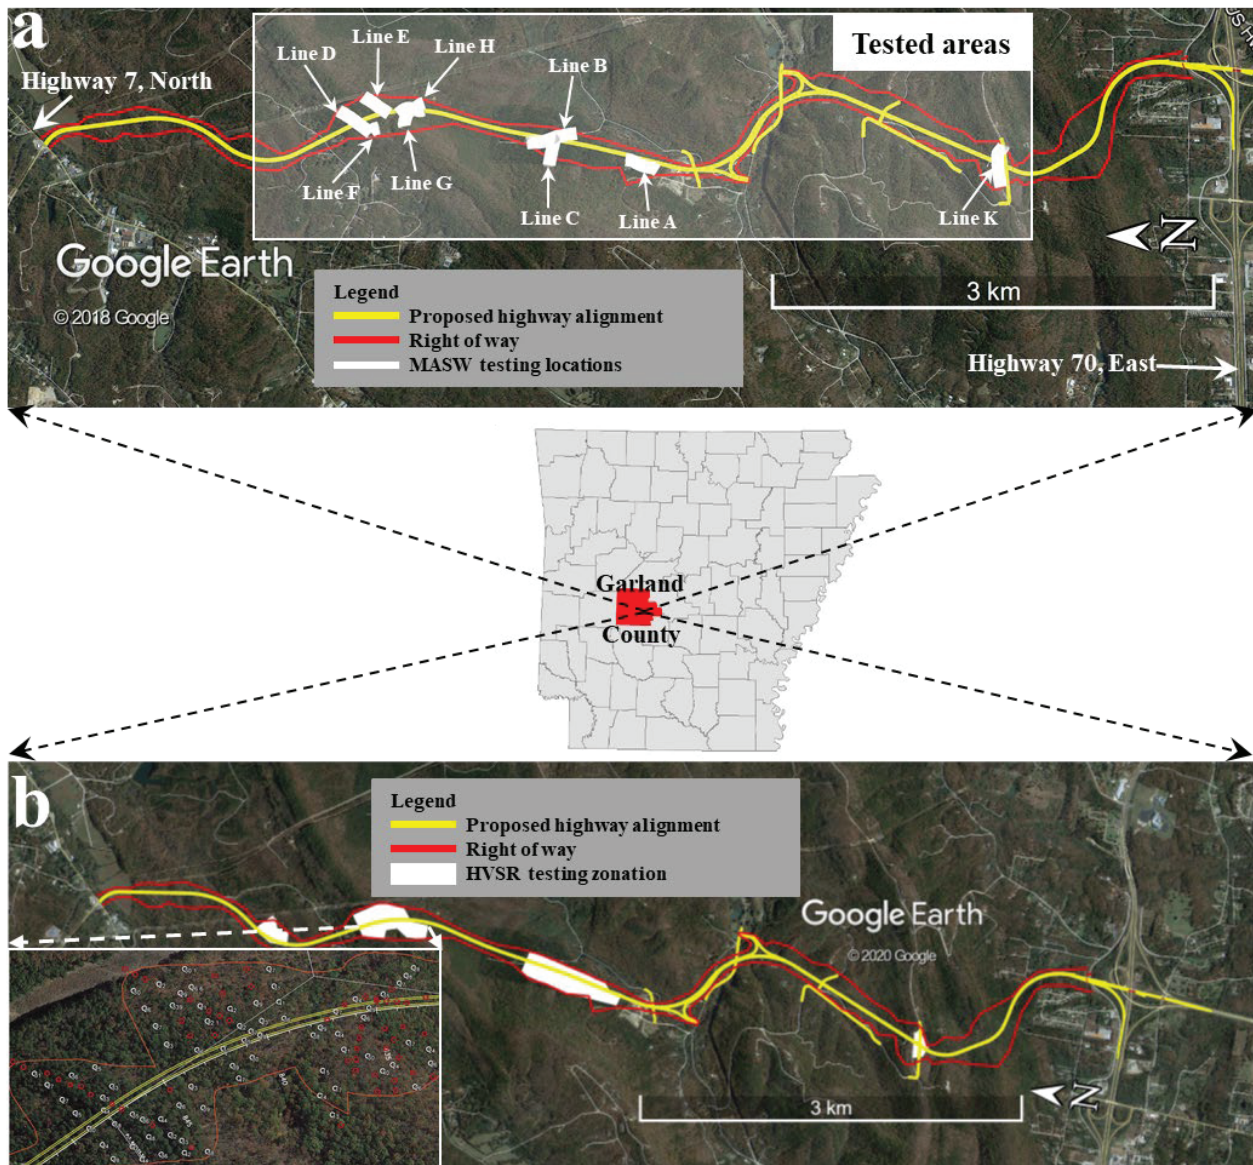 a
Tested areas
US H
Line D
Line E
Line H
Line B
Highway 7, North
Line F
Line G
Line C
Line A
Line K
N
Google Earth
© 2018 Google
3 km
Legend
Proposed highway alignment
Right of way
MASW testing locations
Highway 70, East
Garland
County
b
Legend
Proposed highway alignment
Right of way
HVSR testing zonation
Google Earth
© 2020 Google
3 km
N